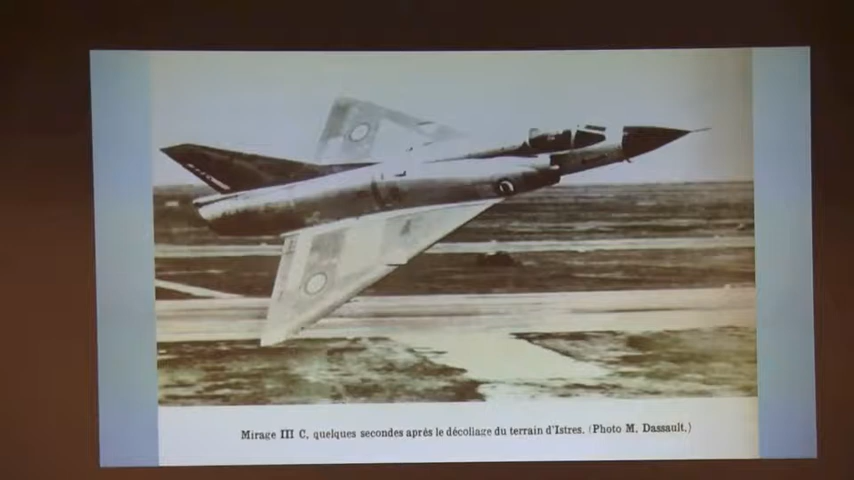 Mirage III C, quelques secondes après le décollage du terrain d'Istres. (Photo M. Dassault.)